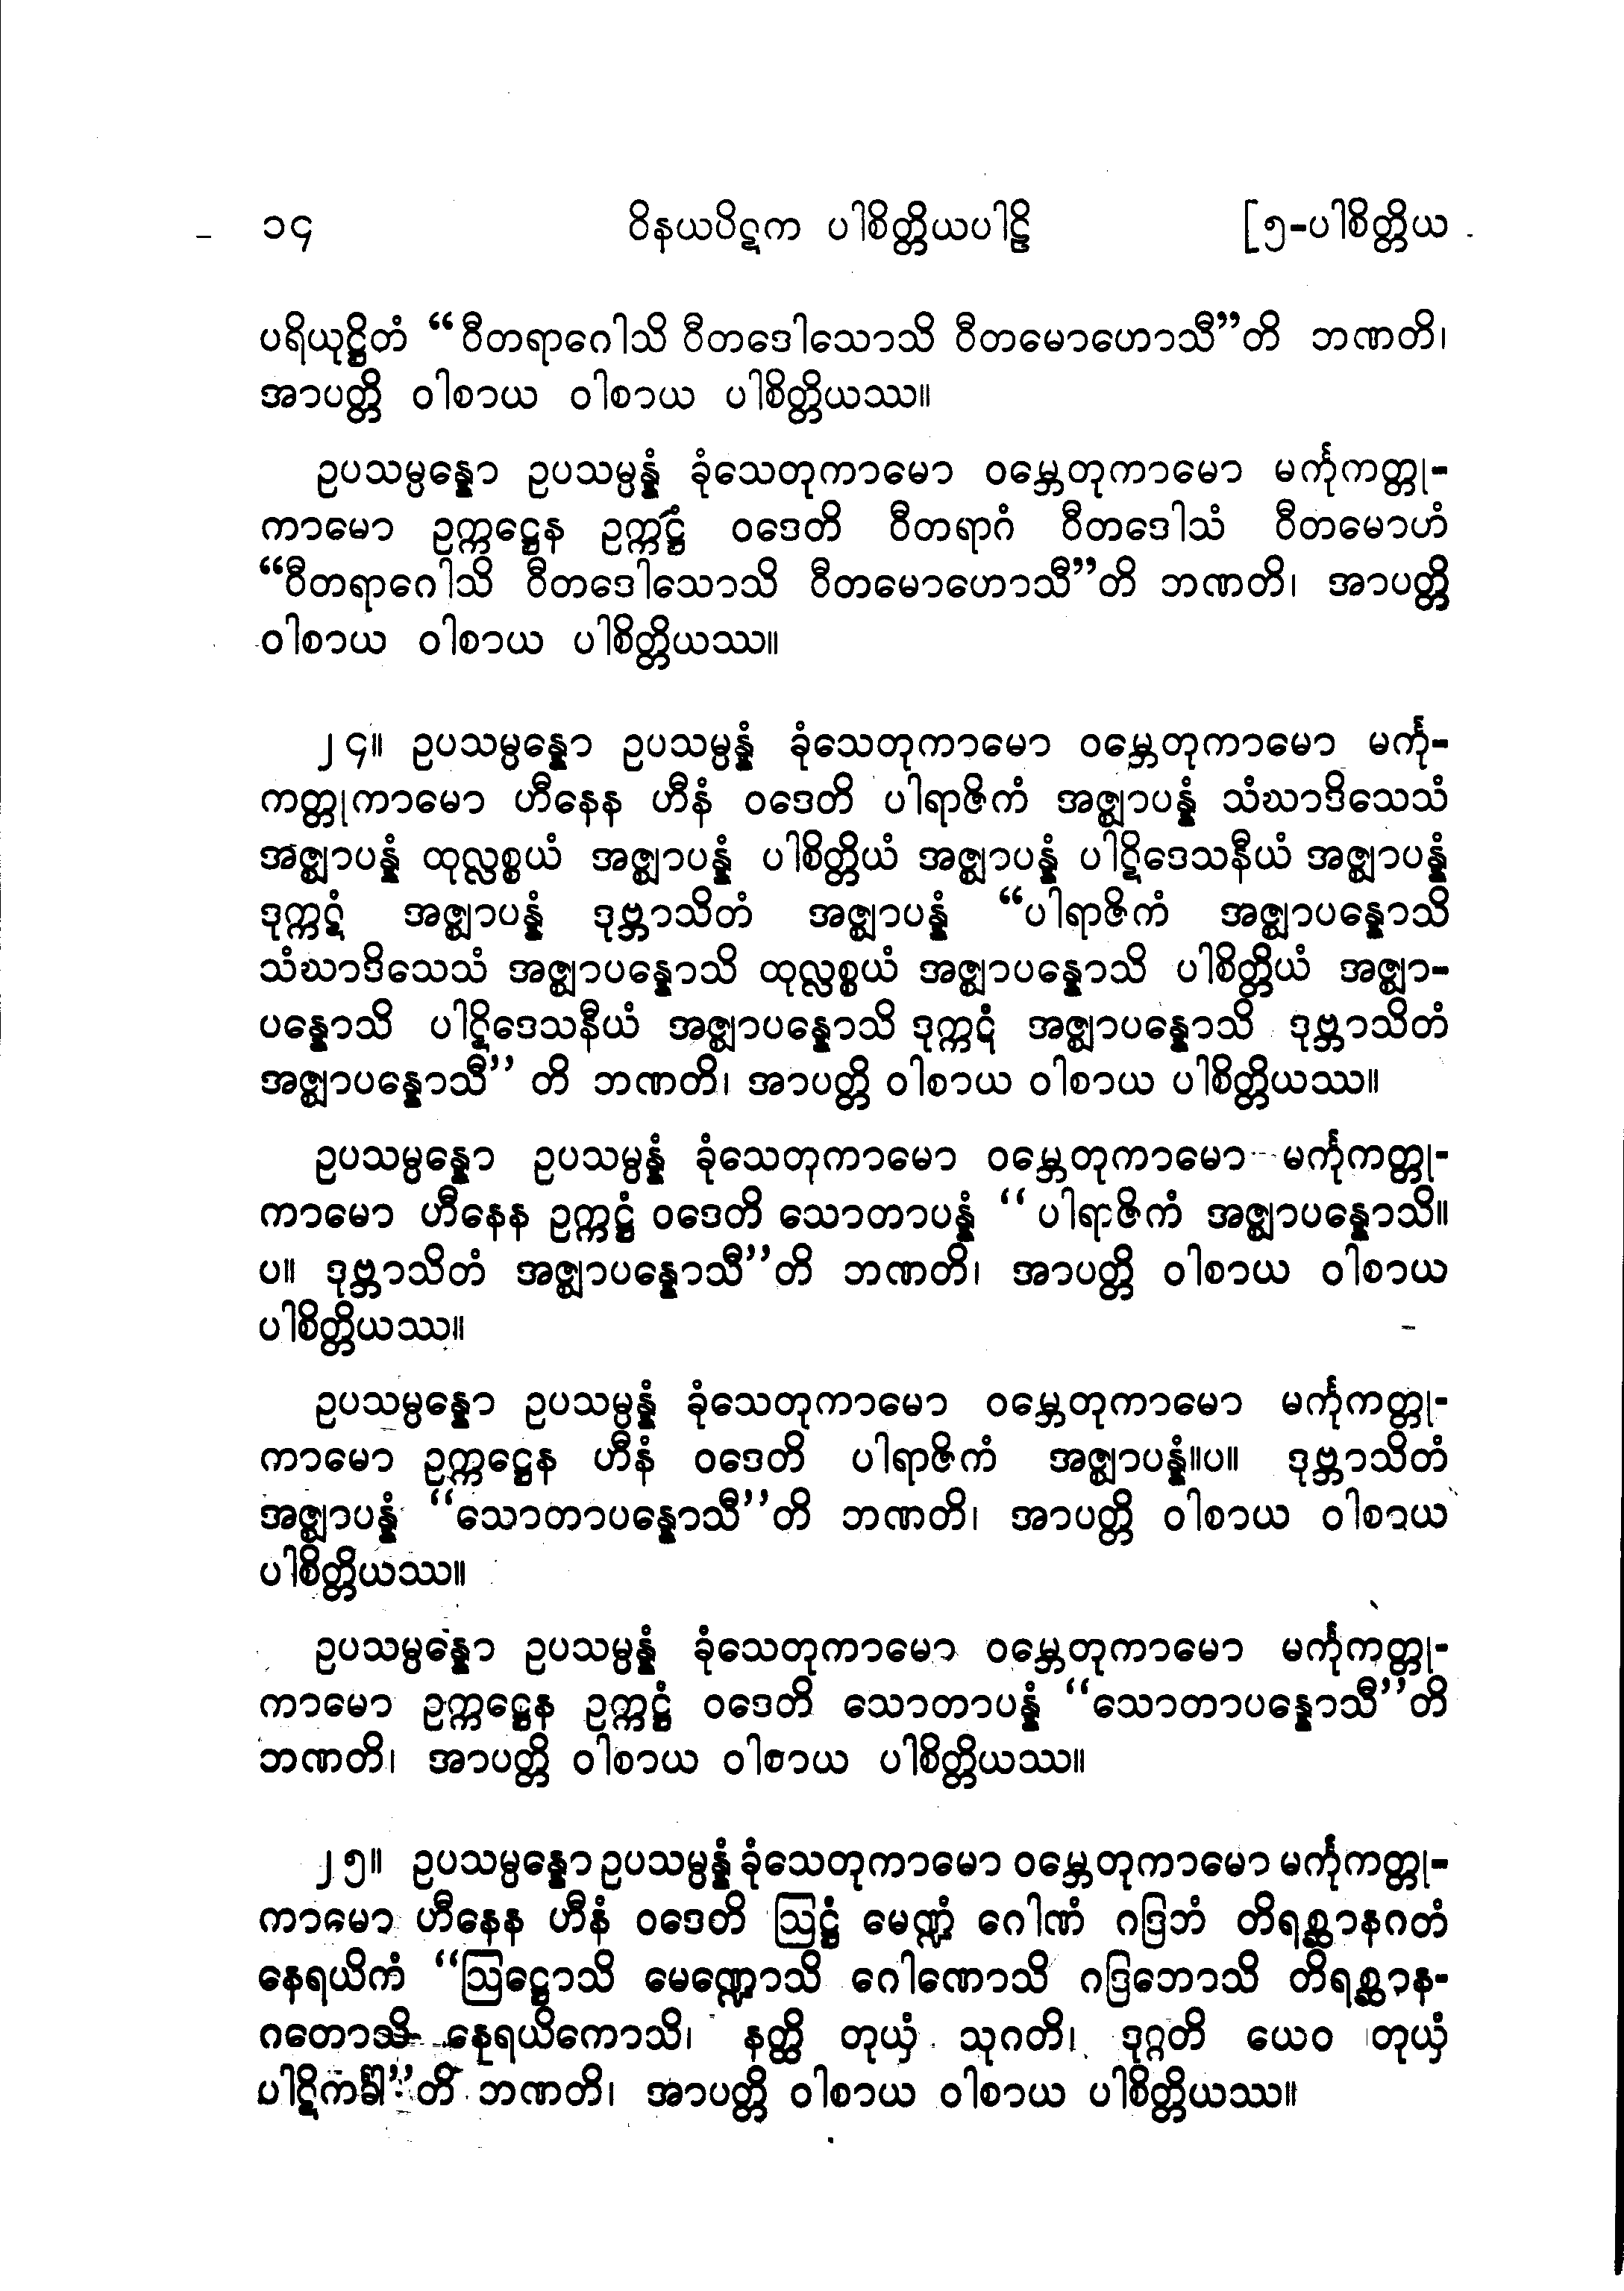 ၁၄ ဝိနယပိဋက ပါစိတ္တိယပါဠိ [၅-ပါစိတ္တိယ
ပရိယုဋ္ဌိတံ “ဝီတရာဂေါသိ ဝီတဒေါသောသိ ဝီတမောဟောသီ”တိ ဘဏတိ၊
အာပတ္တိ ဝါစာယ ဝါစာယ ပါစိတ္တိယဿ။
ဥပသမ္ပန္နော ဥပသမ္ပန္နံ ခုံသေတုကာမော ဝမ္ဘေတုကာမော မင်္ကုကတ္တု-
ကာမော ဥက္ကဋ္ဌေန ဥက္ကဋ္ဌံ ဝဒေတိ ဝီတရာဂံ ဝီတဒေါသံ ဝီတမောဟံ
“ဝီတရာဂေါသိ ဝီတဒေါသောသိ ဝီတမောဟောသီ”တိ ဘဏတိ၊ အာပတ္တိ
ဝါစာယ ဝါစာယ ပါစိတ္တိယဿ။
၂၄။ ဥပသမ္ပန္နော ဥပသမ္ပန္နံ ခုံသေတုကာမော ဝမ္ဘေတုကာမော မင်္ကု-
ကတ္တုကာမော ဟီနေန ဟီနံ ဝဒေတိ ပါရာဇိကံ အဇ္ဈာပန္နံ သံဃာဒိသေသံ
အဇ္ဈာပန္နံ ထုလ္လစ္စယံ အဇ္ဈာပန္နံ ပါစိတ္တိယံ အဇ္ဈာပန္နံ ပါဋိဒေသနီယံ အဇ္ဈာပန္နံ
ဒုက္ကဋံ အဇ္ဈာပန္နံ ဒုဗ္ဘာသိတံ အဇ္ဈာပန္နံ “ပါရာဇိကံ အဇ္ဈာပန္နောသိ
သံဃာဒိသေသံ အဇ္ဈာပန္နောသိ ထုလ္လစ္စယံ အဇ္ဈာပန္နောသိ ပါစိတ္တိယံ အဇ္ဈာ-
ပန္နောသိ ပါဋိဒေသနီယံ အဇ္ဈာပန္နောသိ ဒုက္ကဋံ အဇ္ဈာပန္နောသိ ဒုဗ္ဘာသိတံ
အဇ္ဈာပန္နောသီ” တိ ဘဏတိ၊ အာပတ္တိ ဝါစာယ ဝါစာယ ပါစိတ္တိယဿ။
ဥပသမ္ပန္နော ဥပသမ္ပန္နံ ခုံသေတုကာမော ဝမ္ဘေတုကာမော မင်္ကုကတ္တု-
ကာမော ဟီနေန ဥက္ကဋ္ဌံ ဝဒေတိ သောတာပန္နံ “ပါရာဇိကံ အဇ္ဈာပန္နောသိ။
ပ။ ဒုဗ္ဘာသိတံ အဇ္ဈာပန္နောသီ”တိ ဘဏတိ၊ အာပတ္တိ ဝါစာယ ဝါစာယ
ပါစိတ္တိယဿ။
ဥပသမ္ပန္နော ဥပသမ္ပန္နံ ခုံသေတုကာမော ဝမ္ဘေတုကာမော မင်္ကုကတ္တု-
ကာမော ဥက္ကဋ္ဌေန ဟီနံ ဝဒေတိ ပါရာဇိကံ အဇ္ဈာပန္နံ။ပ။ ဒုဗ္ဘာသိတံ
အဇ္ဈာပန္နံ “သောတာပန္နောသီ”တိ ဘဏတိ၊ အာပတ္တိ ဝါစာယ ဝါစာယ
ပါစိတ္တိယဿ။
ဥပသမ္ပန္နော ဥပသမ္ပန္နံ ခုံသေတုကာမော ဝမ္ဘေတုကာမော မင်္ကုကတ္တု-
ကာမော ဥက္ကဋ္ဌေန ဥက္ကဋ္ဌံ ဝဒေတိ သောတာပန္နံ “သောတာပန္နောသီ”တိ
ဘဏတိ၊ အာပတ္တိ ဝါစာယ ဝါစာယ ပါစိတ္တိယဿ။
၂၅။ ဥပသမ္ပန္နော ဥပသမ္ပန္နံ ခုံသေတုကာမော ဝမ္ဘေတုကာမော မင်္ကုကတ္တု-
ကာမော ဟီနေန ဟီနံ ဝဒေတိ ဩဋ္ဌံ မေဏ္ဍံ ဂေါဏံ ဂဒြဘံ တိရစ္ဆာနဂတံ
နေရယိကံ “ဩဋ္ဌောသိ မေဏ္ဍောသိ ဂေါဏောသိ ဂဒြဘောသိ တိရစ္ဆာန-
ဂတောသိ နေရယိကောသိ၊ နတ္ထိ တုယှံ သုဂတိ၊ ဒုဂ္ဂတိ ယေဝ တုယှံ
ပါဋိကင်္ခါ”တိ ဘဏတိ၊ အာပတ္တိ ဝါစာယ ဝါစာယ ပါစိတ္တိယဿ။